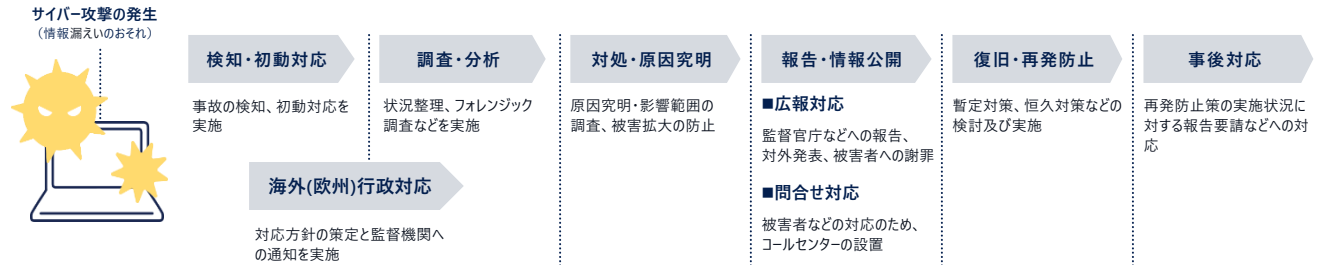 サイバー攻撃の発生
（情報漏えいのおそれ）
検知・初動対応
事故の検知、初動対応を
実施
調査・分析
状況整理、フォレンジック
調査などを実施
海外(欧州)行政対応
対応方針の策定と監督機関へ
の通知を実施
対処・原因究明
原因究明・影響範囲の
調査、被害拡大の防止
報告・情報公開
■広報対応
監督官庁などへの報告、
対外発表、被害者への謝罪
■問合せ対応
被害者などの対応のため、
コールセンターの設置
復旧・再発防止
暫定対策、恒久対策などの
検討及び実施
事後対応
再発防止策の実施状況に
対する報告要請などへの対
応